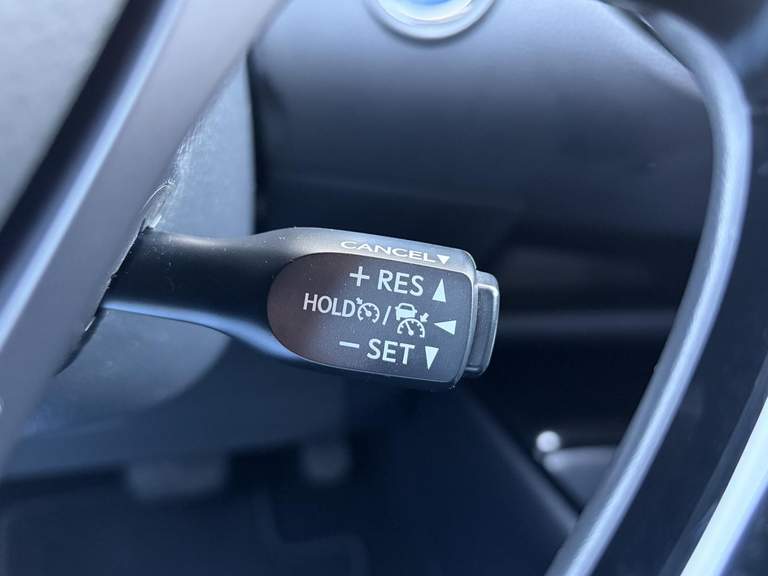 CANCEL▼
+ RES ▲
HOLD / ◄
− SET ▼